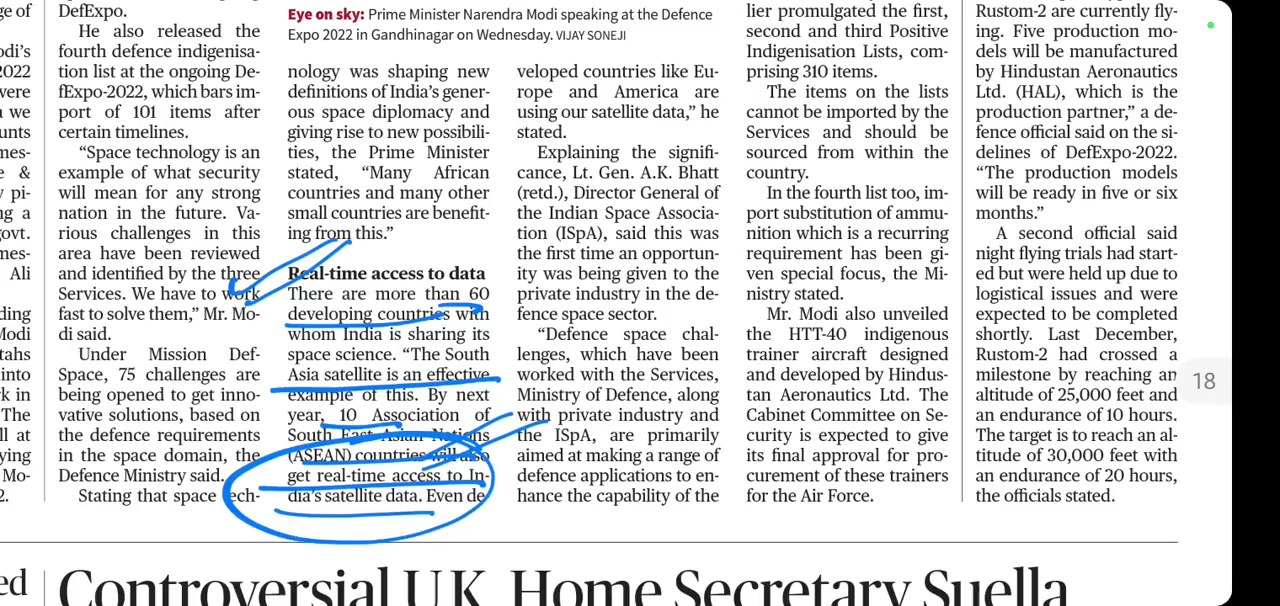 ge of
odi's
2022
were
a we
unts
mes-
e &
y pi-
ng a
govt.
mes-
Ali
ding
Modi
tahs
into
rk in
The
ll at
ying
Mo-
2.
DefExpo.
He also released the
fourth defence indigenisa-
tion list at the ongoing De-
fExpo-2022, which bars im-
port of 101 items after
certain timelines.
“Space technology is an
example of what security
will mean for any strong
nation in the future. Va-
rious challenges in this
area have been reviewed
and identified by the three
Services. We have to work
fast to solve them,” Mr. Mo-
di said.
Under Mission Def-
Space, 75 challenges are
being opened to get inno-
vative solutions, based on
the defence requirements
in the space domain, the
Defence Ministry said.
Stating that space tech-
Eye on sky: Prime Minister Narendra Modi speaking at the Defence
Expo 2022 in Gandhinagar on Wednesday. VIJAY SONEJI
nology was shaping new
definitions of India's gener-
ous space diplomacy and
giving rise to new possibili-
ties, the Prime Minister
stated, “Many African
countries and many other
small countries are benefit-
ing from this.”
Real-time access to data
There are more than 60
developing countries with
whom India is sharing its
space science. “The South
Asia satellite is an effective
example of this. By next
year, 10 Association of
South East Asian Nations
(ASEAN) countries will also
get real-time access to In-
dia's satellite data. Even de
veloped countries like Eu-
rope and America are
using our satellite data,” he
stated.
Explaining the signifi-
cance, Lt. Gen. A.K. Bhatt
(retd.), Director General of
the Indian Space Associa-
tion (ISpA), said this was
the first time an opportun-
ity was being given to the
private industry in the de-
fence space sector.
“Defence space chal-
lenges, which have been
worked with the Services,
Ministry of Defence, along
with private industry and
the ISpA, are primarily
aimed at making a range of
defence applications to en-
hance the capability of the
lier promulgated the first,
second and third Positive
Indigenisation Lists, com-
prising 310 items.
The items on the lists
cannot be imported by the
Services and should be
sourced from within the
country.
In the fourth list too, im-
port substitution of ammu-
nition which is a recurring
requirement has been gi-
ven special focus, the Mi-
nistry stated.
Mr. Modi also unveiled
the HTT-40 indigenous
trainer aircraft designed
and developed by Hindus-
tan Aeronautics Ltd. The
Cabinet Committee on Se-
curity is expected to give
its final approval for pro-
curement of these trainers
for the Air Force.
Rustom-2 are currently fly-
ing. Five production mo-
dels will be manufactured
by Hindustan Aeronautics
Ltd. (HAL), which is the
production partner,” a de-
fence official said on the si-
delines of DefExpo-2022.
“The production models
will be ready in five or six
months.”
A second official said
night flying trials had start-
ed but were held up due to
logistical issues and were
expected to be completed
shortly. Last December,
Rustom-2 had crossed a
milestone by reaching an
altitude of 25,000 feet and
an endurance of 10 hours.
The target is to reach an al-
titude of 30,000 feet with
an endurance of 20 hours,
the officials stated.
18
ed
Controversial U.K. Home Secretary Suella